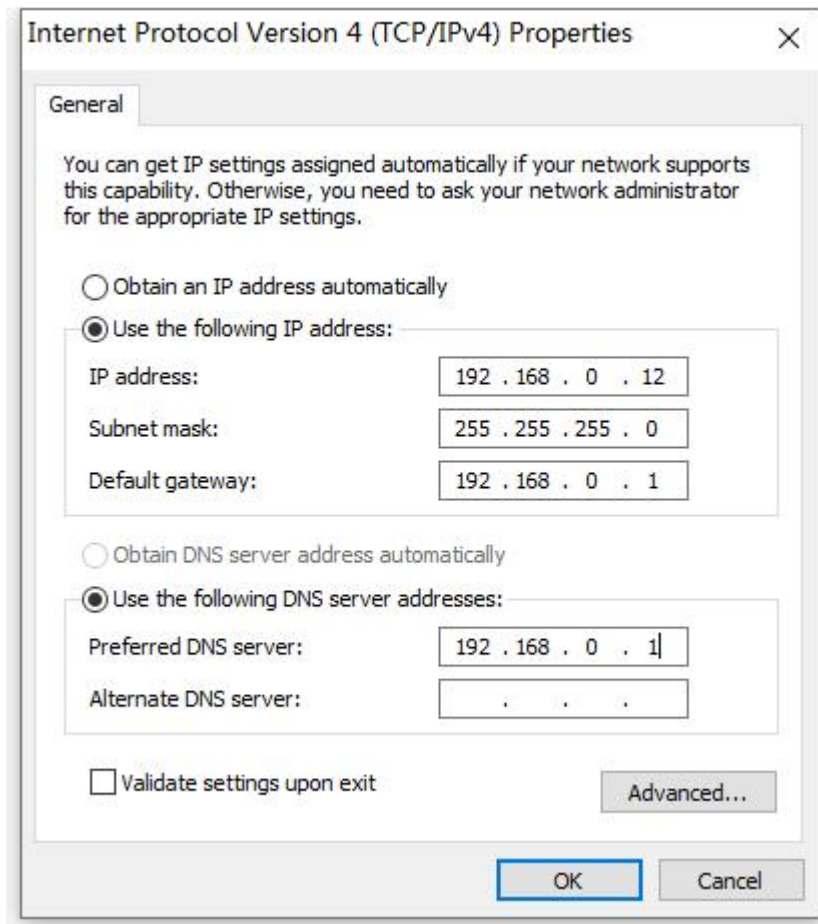 Internet Protocol Version 4 (TCP/IPv4) Properties
General
You can get IP settings assigned automatically if your network supports
this capability. Otherwise, you need to ask your network administrator
for the appropriate IP settings.
Obtain an IP address automatically
Use the following IP address:
IP address: 192 . 168 . 0 . 12
Subnet mask: 255 . 255 . 255 . 0
Default gateway: 192 . 168 . 0 . 1
Obtain DNS server address automatically
Use the following DNS server addresses:
Preferred DNS server: 192 . 168 . 0 . 1
Alternate DNS server: . . .
Validate settings upon exit
Advanced...
OK Cancel